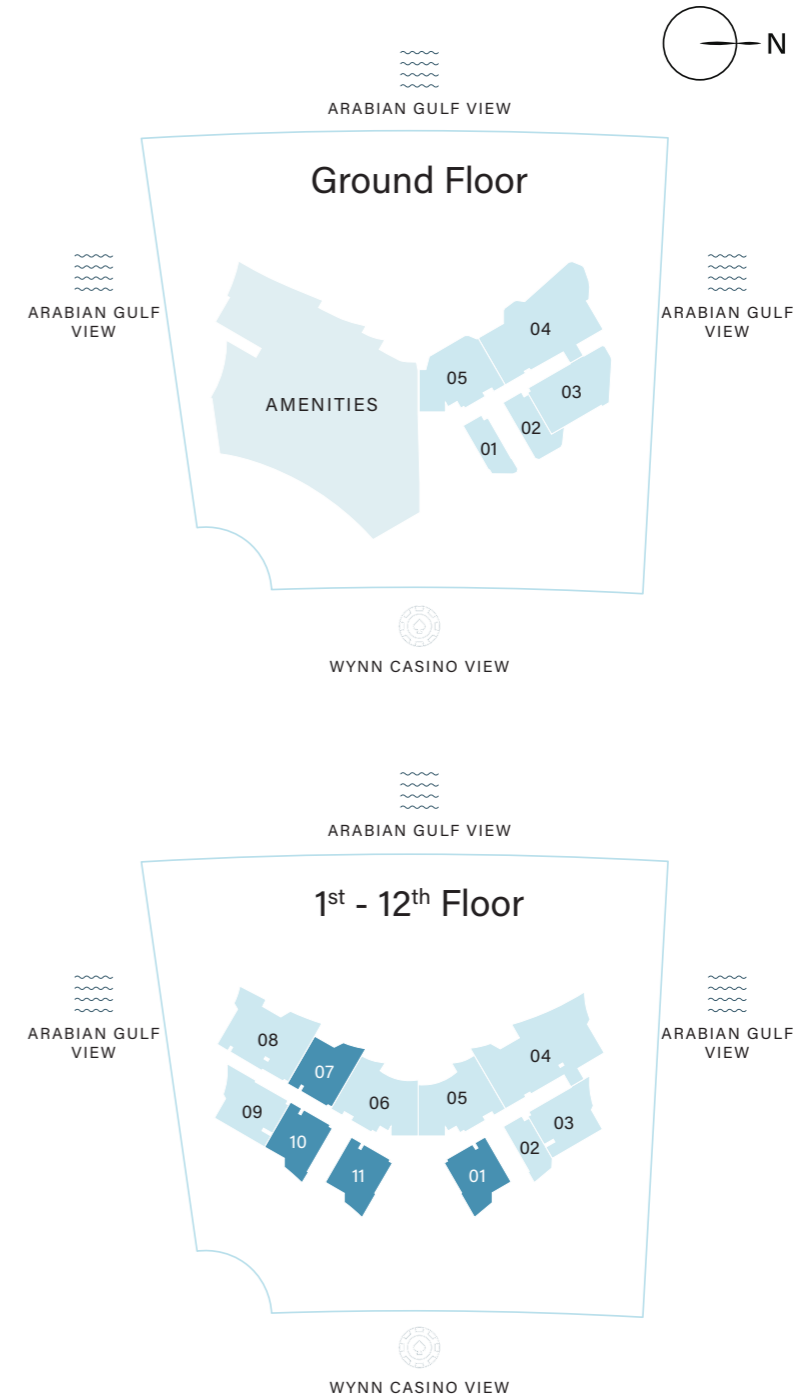 N
ARABIAN GULF VIEW
Ground Floor
ARABIAN GULF
VIEW
ARABIAN GULF
VIEW
04
05
03
AMENITIES
02
01
WYNN CASINO VIEW
ARABIAN GULF VIEW
1st - 12th Floor
ARABIAN GULF
VIEW
ARABIAN GULF
VIEW
08
04
07
05
06
09
03
10
02
11
01
WYNN CASINO VIEW